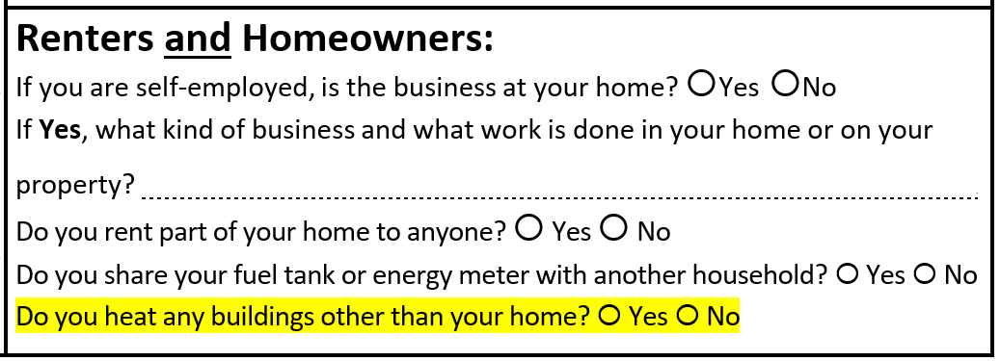 Renters and Homeowners:
If you are self-employed, is the business at your home? ○Yes ○No
If Yes, what kind of business and what work is done in your home or on your
property?
Do you rent part of your home to anyone? ○ Yes ○ No
Do you share your fuel tank or energy meter with another household? ○ Yes ○ No
Do you heat any buildings other than your home? ○ Yes ○ No